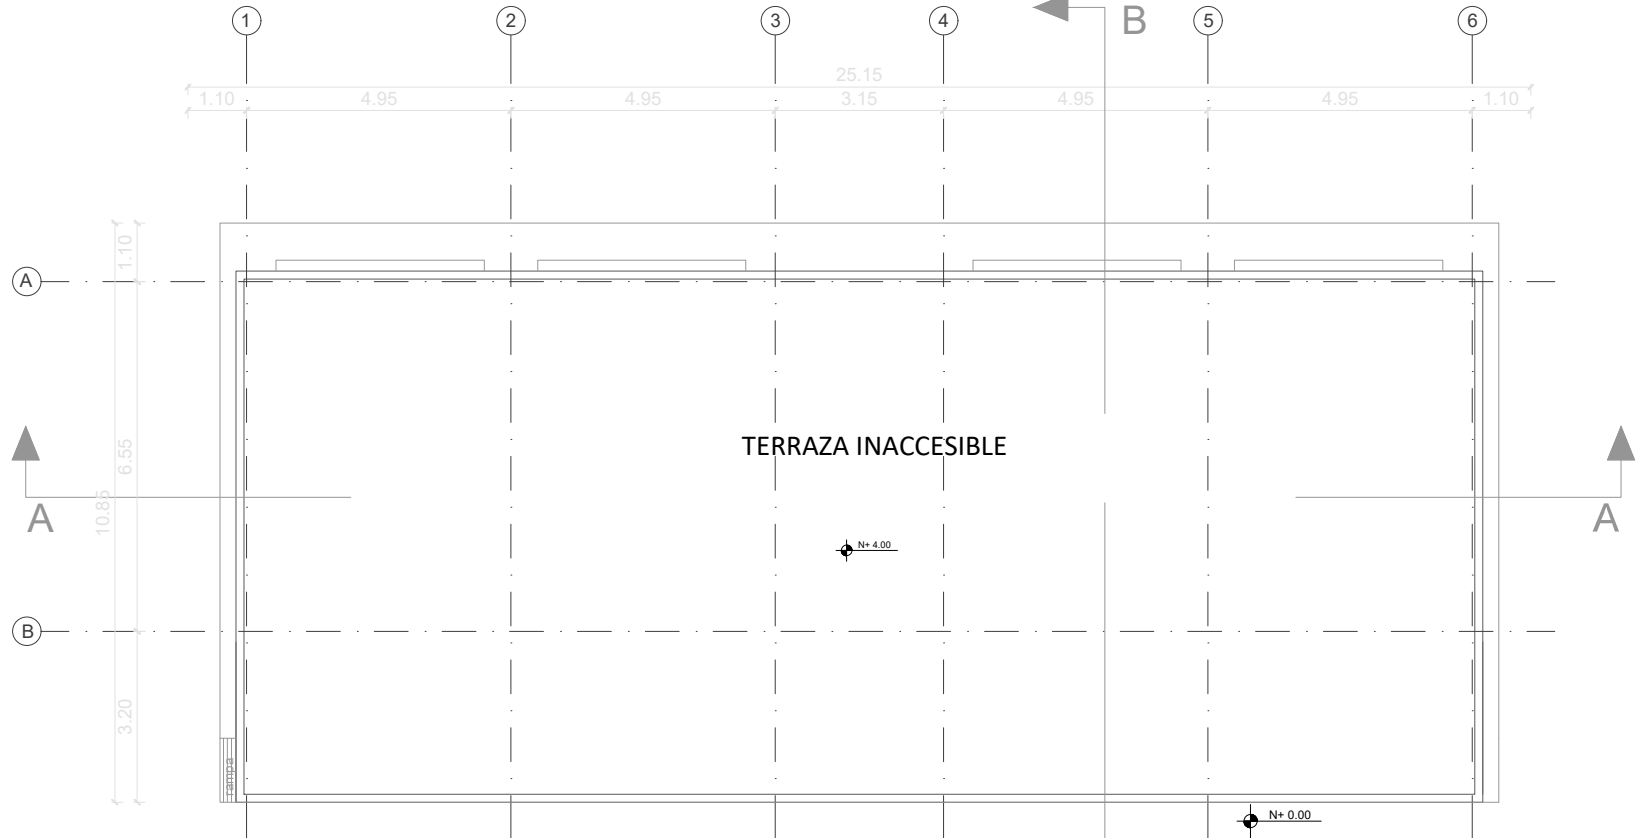 1 2 3 4 B 5 6
25.15
1.10 4.95 4.95 3.15 4.95 4.95 1.10
1.10
A
TERRAZA INACCESIBLE
6.55
10.85
A A
N+ 4.00
B
3.20
rampa
N+ 0.00